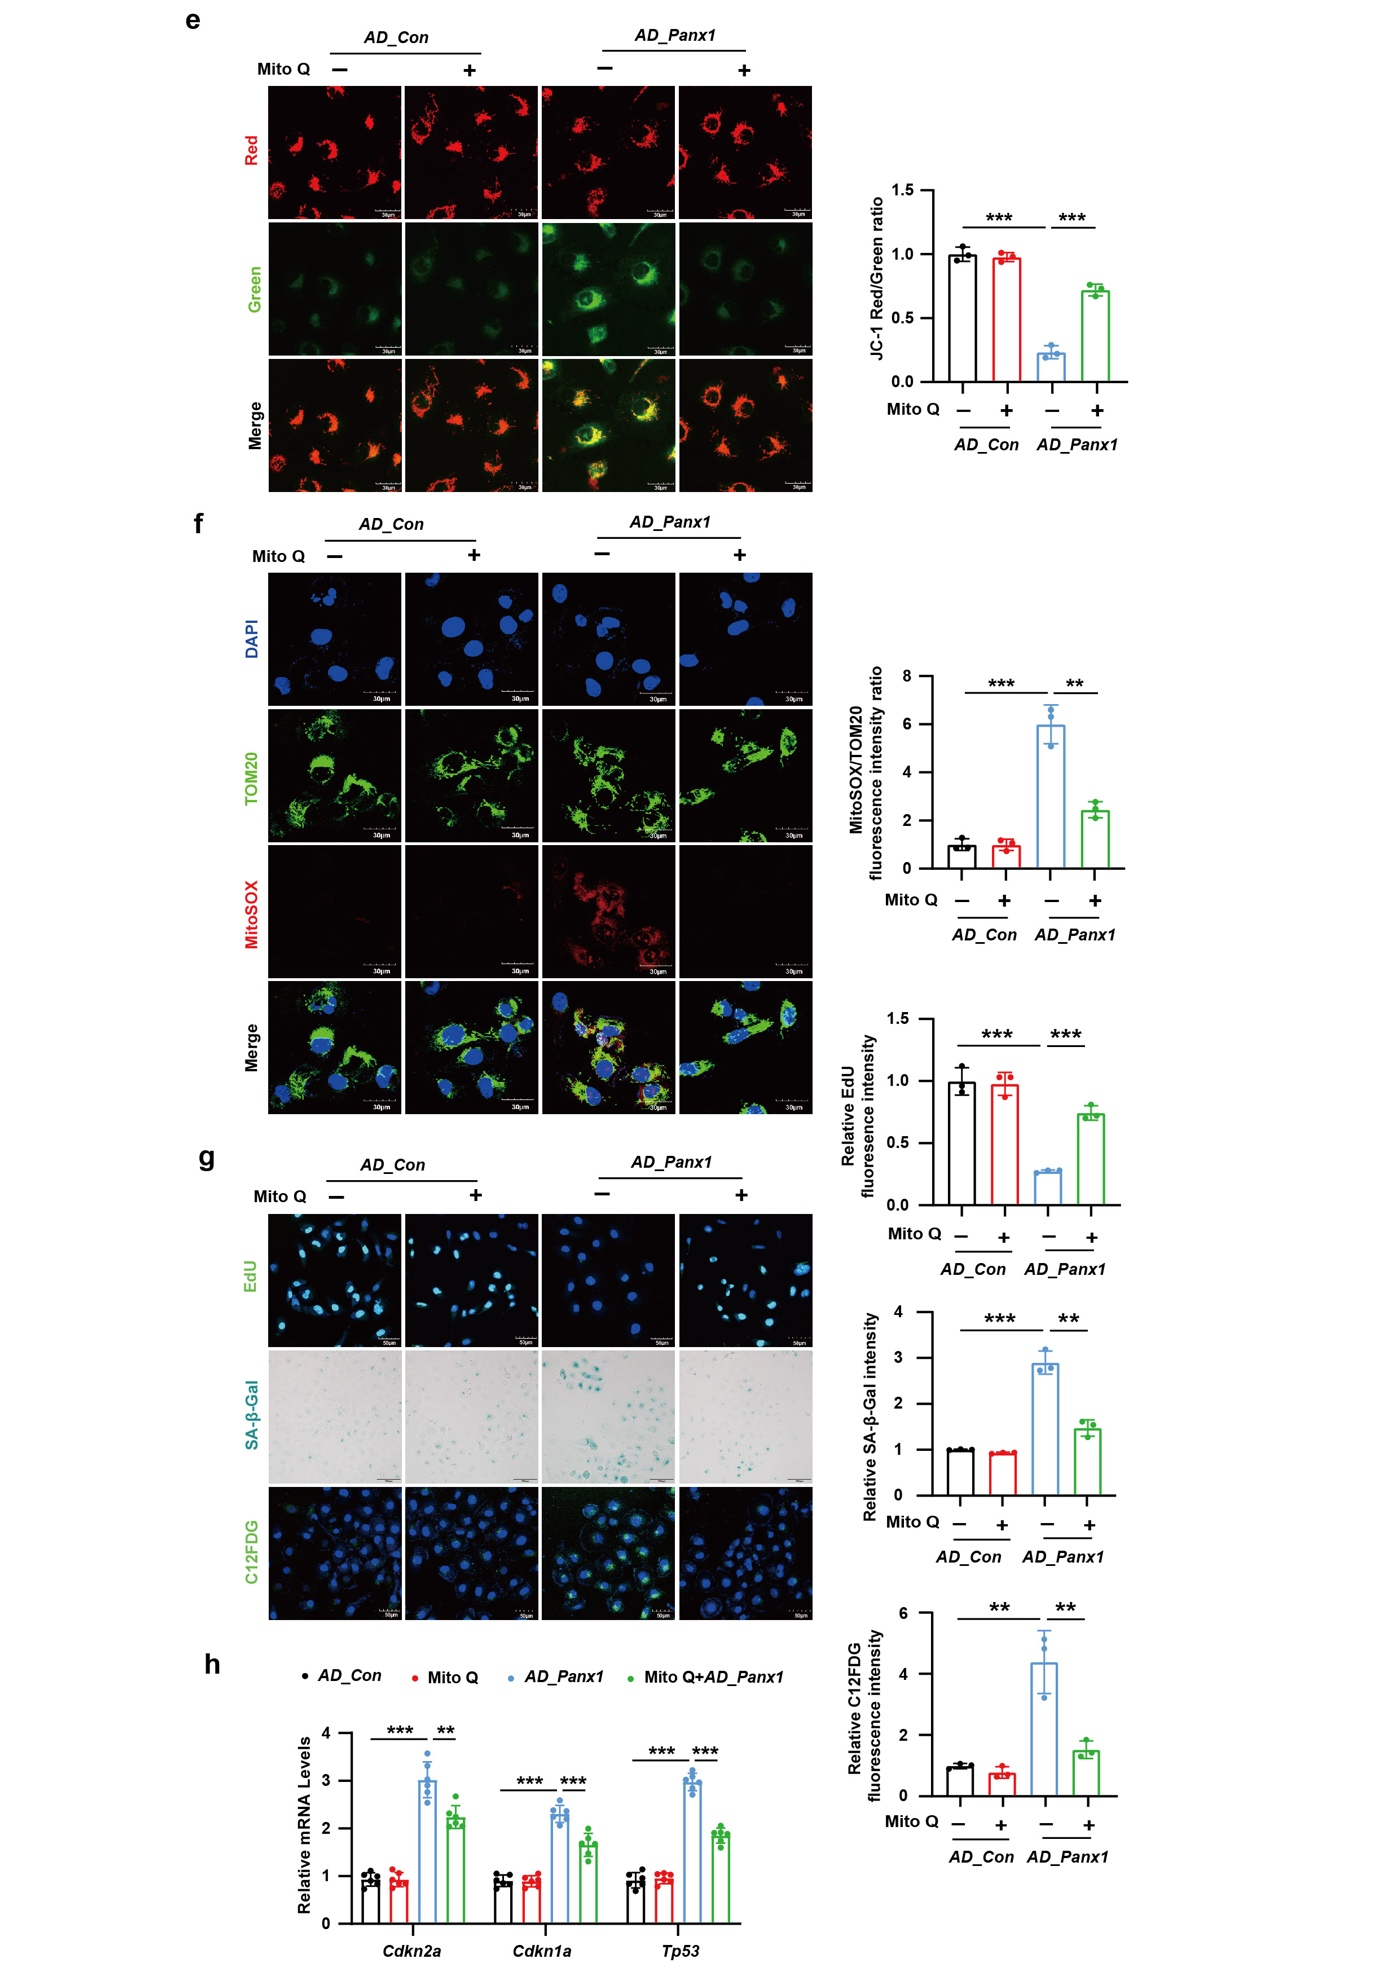 e
AD_Con AD_Panx1
Mito Q − + − +
Red
Green
Merge
30μm
JC-1 Red/Green ratio
1.5
1.0
0.5
0.0
*** ***
Mito Q − + − +
AD_Con AD_Panx1
f
AD_Con AD_Panx1
Mito Q − + − +
DAPI
TOM20
MitoSOX
Merge
30μm
MitoSOX/TOM20
fluorescence intensity ratio
8
6
4
2
0
*** **
Mito Q − + − +
AD_Con AD_Panx1
g
AD_Con AD_Panx1
Mito Q − + − +
EdU
SA-β-Gal
C12FDG
50μm
Relative EdU
fluoresence intensity
1.5
1.0
0.5
0.0
*** ***
Mito Q − + − +
AD_Con AD_Panx1
Relative SA-β-Gal intensity
4
3
2
1
0
*** **
Mito Q − + − +
AD_Con AD_Panx1
Relative C12FDG
fluorescence intensity
6
4
2
0
** **
Mito Q − + − +
AD_Con AD_Panx1
h
AD_Con Mito Q AD_Panx1 Mito Q+AD_Panx1
Relative mRNA Levels
4
3
2
1
0
*** ** *** *** *** ***
Cdkn2a Cdkn1a Tp53